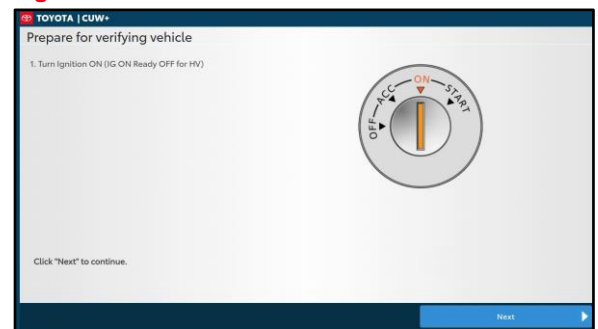 TOYOTA | CUW+
Prepare for verifying vehicle
1. Turn Ignition ON (IG ON Ready OFF for HV)
OFF ACC ON START
Click "Next" to continue.
Next